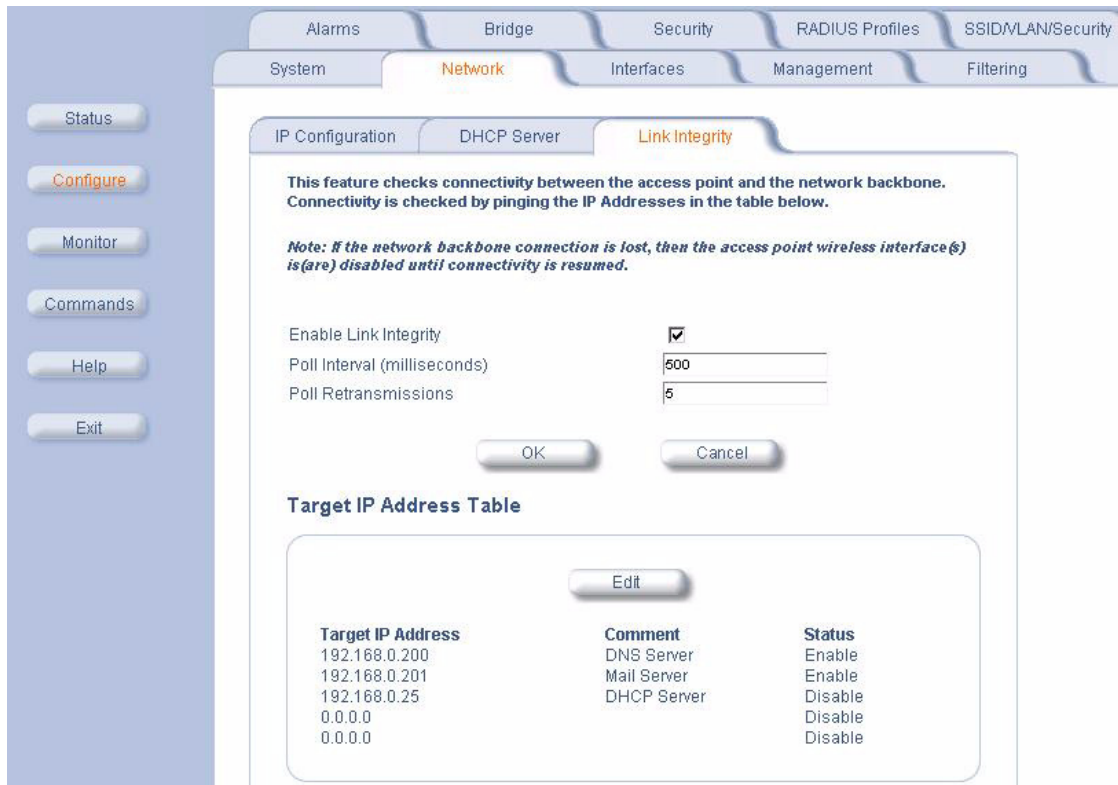 Alarms Bridge Security RADIUS Profiles SSID/VLAN/Security
System Network Interfaces Management Filtering
Status
Configure
Monitor
Commands
Help
Exit
IP Configuration DHCP Server Link Integrity
This feature checks connectivity between the access point and the network backbone.
Connectivity is checked by pinging the IP Addresses in the table below.
Note: If the network backbone connection is lost, then the access point wireless interface(s)
is(are) disabled until connectivity is resumed.
Enable Link Integrity
Poll Interval (milliseconds) 500
Poll Retransmissions 5
OK Cancel
Target IP Address Table
Edit
Target IP Address Comment Status
192.168.0.200 DNS Server Enable
192.168.0.201 Mail Server Enable
192.168.0.25 DHCP Server Disable
0.0.0.0 Disable
0.0.0.0 Disable